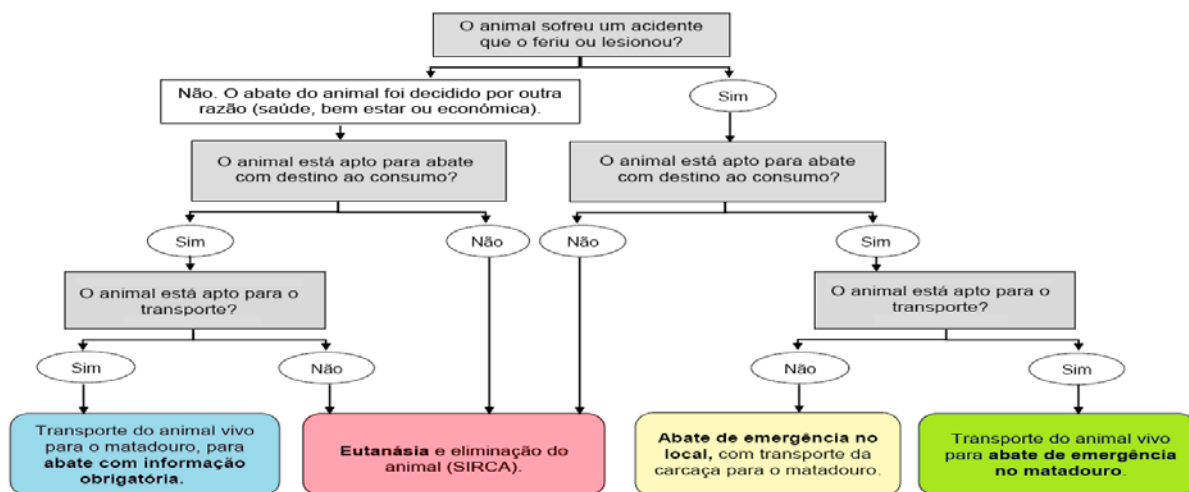 O animal sofreu um acidente
que o feriu ou lesionou?
Não. O abate do animal foi decidido por outra
razão (saúde, bem estar ou económica).
Sim
O animal está apto para abate
com destino ao consumo?
O animal está apto para abate
com destino ao consumo?
Sim
Não
Não
Sim
O animal está apto para o
transporte?
O animal está apto para o
transporte?
Sim
Não
Não
Sim
Transporte do animal vivo
para o matadouro, para
abate com informação
obrigatória.
Eutanásia e eliminação do
animal (SIRCA).
Abate de emergência no
local, com transporte da
carcaça para o matadouro.
Transporte do animal vivo
para abate de emergência
no matadouro.